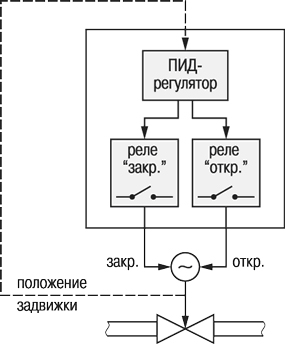 ПИД-
регулятор
реле
"закр."
реле
"откр."
закр.
~
откр.
положение
задвижки